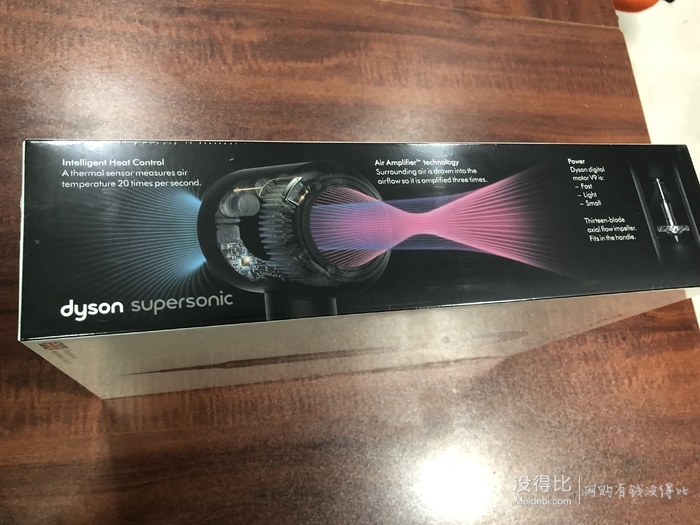 Intelligent Heat Control
A thermal sensor measures air
temperature 20 times per second.
Air Amplifier™ technology
Surrounding air is drawn into the
airflow so it is amplified three times.
Power
Dyson digital
motor V9 is:
– Fast
– Light
– Small
Thirteen-blade
axial flow impeller.
Fits in the handle.
dyson supersonic
没得比
Meidebi.com
网购有钱没得比